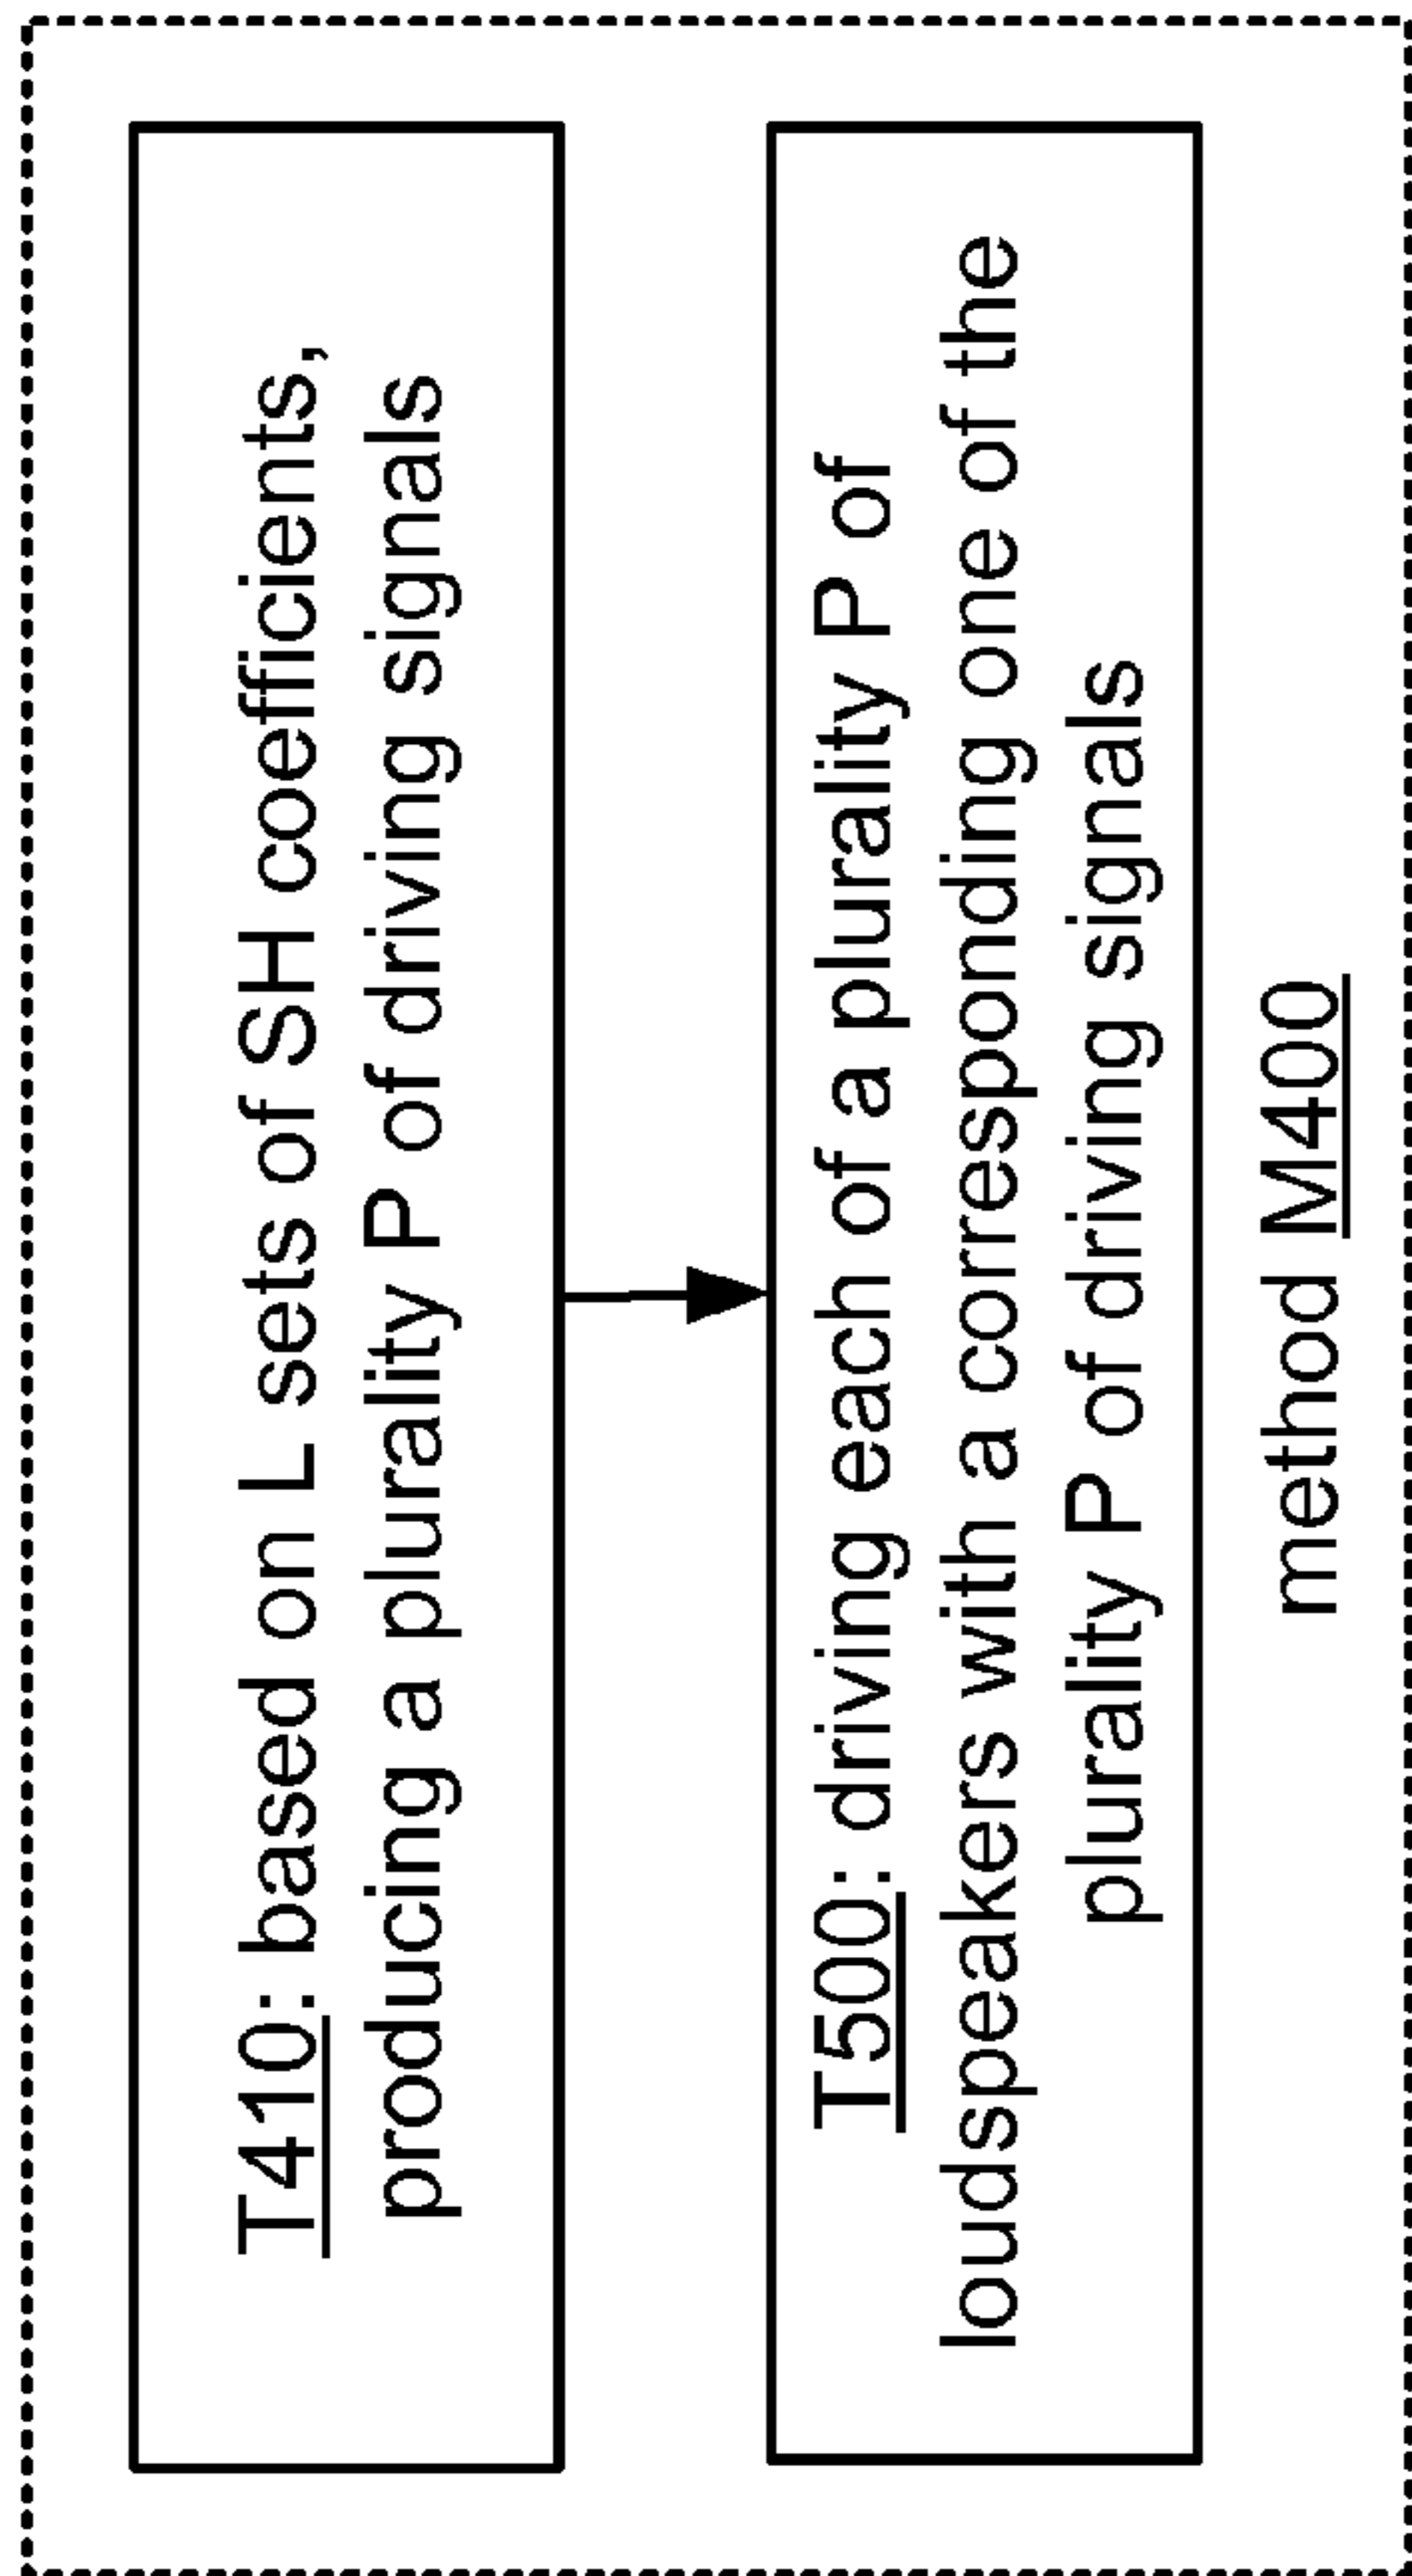 T410: based on L sets of SH coefficients,
producing a plurality P of driving signals
T500: driving each of a plurality P of
loudspeakers with a corresponding one of the
plurality P of driving signals
method M400